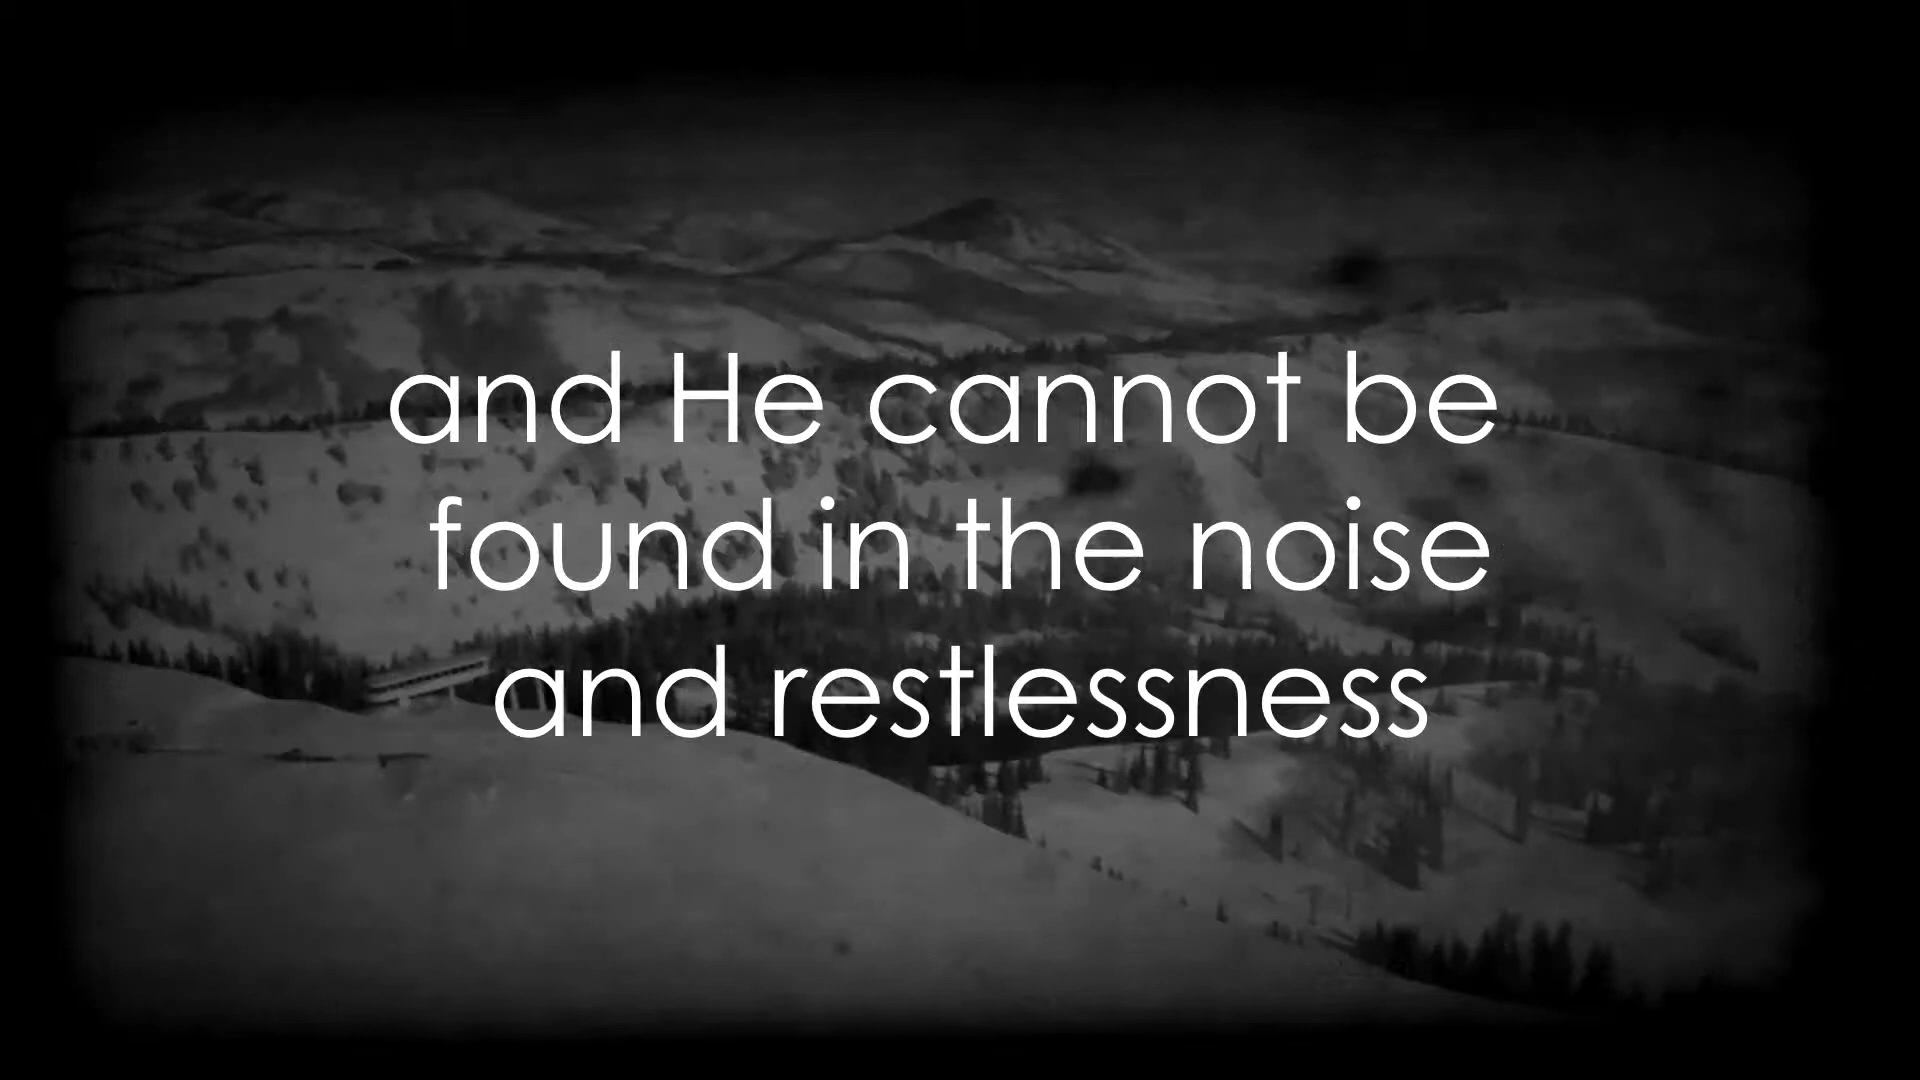 and He cannot be
found in the noise
and restlessness